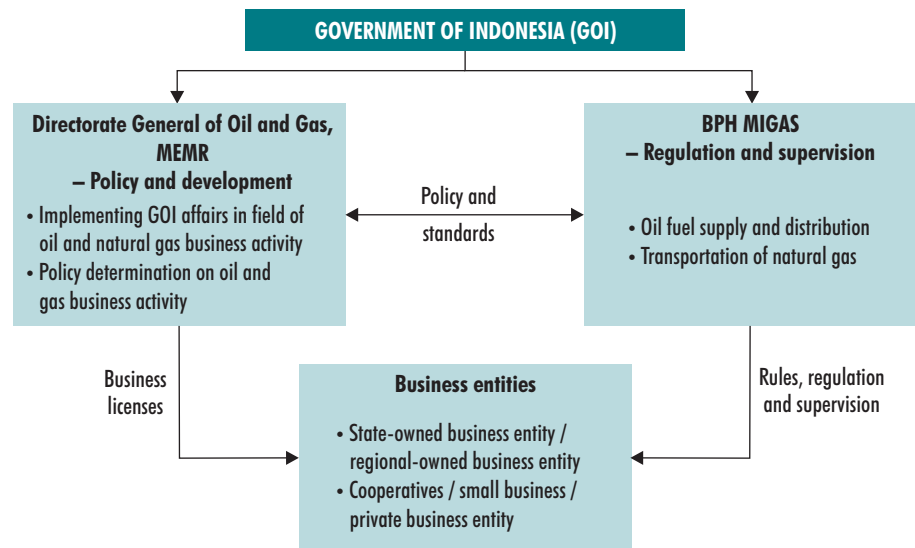 GOVERNMENT OF INDONESIA (GOI)
Directorate General of Oil and Gas,
MEMR
– Policy and development
• Implementing GOI affairs in field of
oil and natural gas business activity
• Policy determination on oil and
gas business activity
Policy and
standards
BPH MIGAS
– Regulation and supervision
• Oil fuel supply and distribution
• Transportation of natural gas
Business
licenses
Business entities
• State-owned business entity /
regional-owned business entity
• Cooperatives / small business /
private business entity
Rules, regulation
and supervision